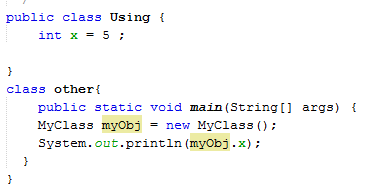 public class Using {
int x = 5 ;
}
class other{
public static void main(String[] args) {
MyClass myObj = new MyClass();
System.out.println(myObj.x);
}
}